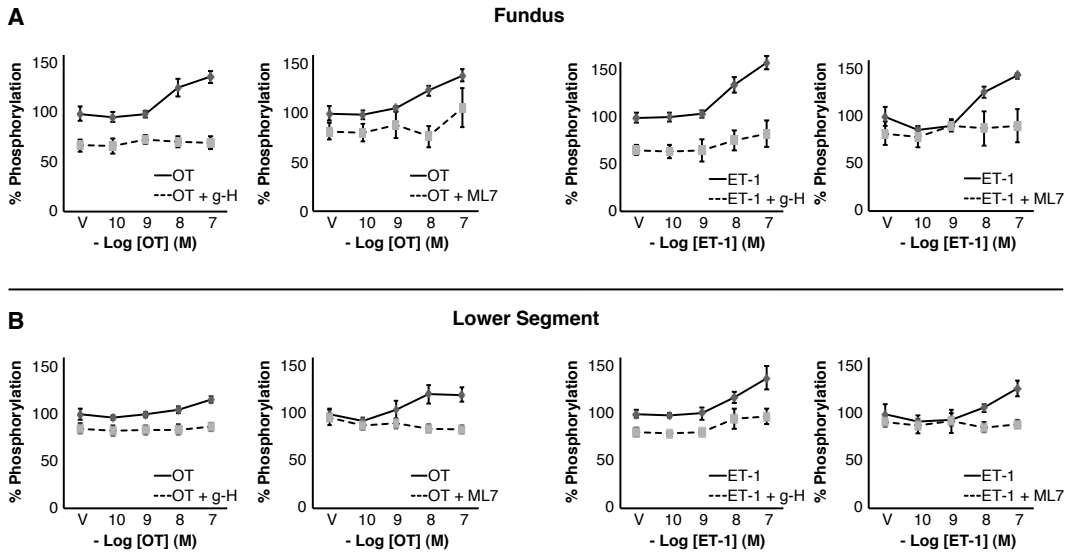 A
Fundus
% Phosphorylation
150
100
50
0
OT
OT + g-H
V 10 9 8 7
- Log [OT] (M)
% Phosphorylation
150
100
50
0
OT
OT + ML7
V 10 9 8 7
- Log [OT] (M)
% Phosphorylation
150
100
50
0
ET-1
ET-1 + g-H
V 10 9 8 7
- Log [ET-1] (M)
% Phosphorylation
150
100
50
0
ET-1
ET-1 + ML7
V 10 9 8 7
- Log [ET-1] (M)
B
Lower Segment
% Phosphorylation
150
100
50
0
OT
OT + g-H
V 10 9 8 7
- Log [OT] (M)
% Phosphorylation
150
100
50
0
OT
OT + ML7
V 10 9 8 7
- Log [OT] (M)
% Phosphorylation
150
100
50
0
ET-1
ET-1 + g-H
V 10 9 8 7
- Log [ET-1] (M)
% Phosphorylation
150
100
50
0
ET-1
ET-1 + ML7
V 10 9 8 7
- Log [ET-1] (M)